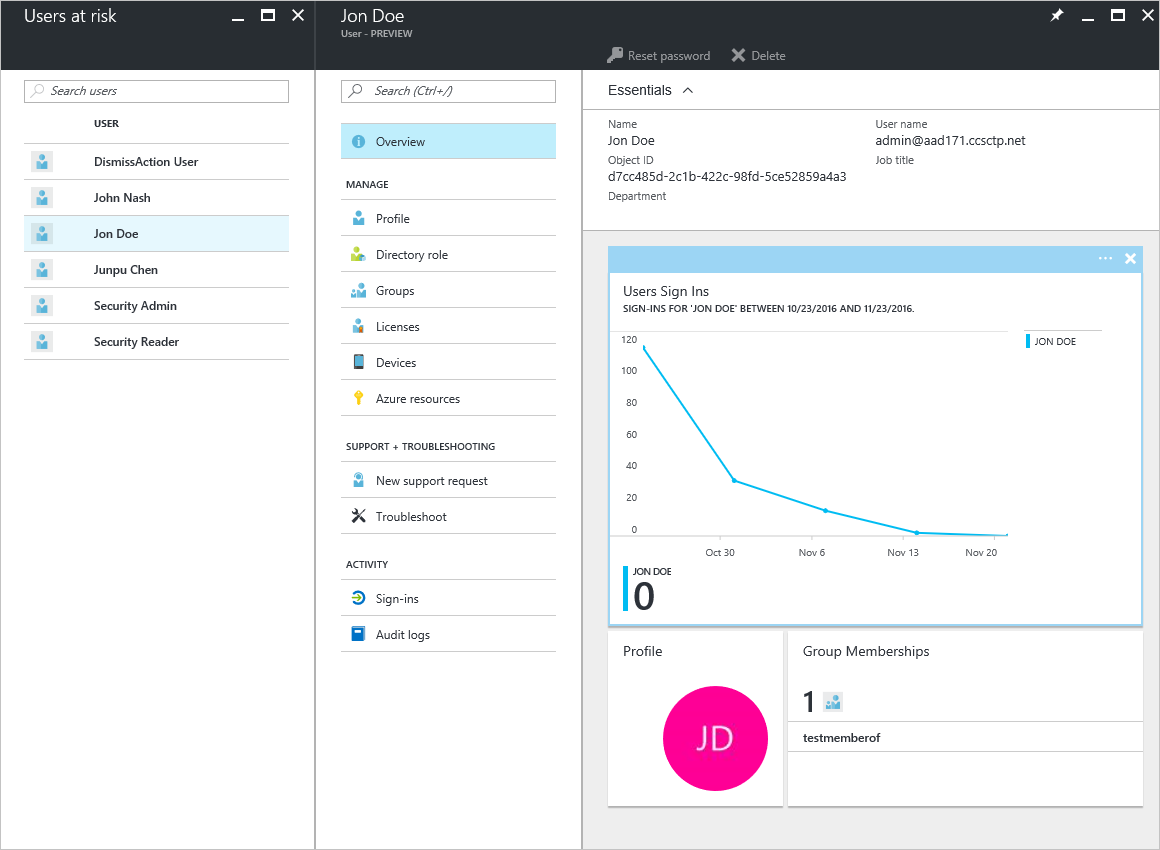 Users at risk
Search users
USER
DismissAction User
John Nash
Jon Doe
Junpu Chen
Security Admin
Security Reader
Jon Doe
User - PREVIEW
Reset password
Delete
Search (Ctrl+/)
Overview
MANAGE
Profile
Directory role
Groups
Licenses
Devices
Azure resources
SUPPORT + TROUBLESHOOTING
New support request
Troubleshoot
ACTIVITY
Sign-ins
Audit logs
Essentials
Name
Jon Doe
Object ID
d7cc485d-2c1b-422c-98fd-5ce52859a4a3
Department
User name
admin@aad171.ccsctp.net
Job title
Users Sign Ins
SIGN-INS FOR 'JON DOE' BETWEEN 10/23/2016 AND 11/23/2016.
120
100
80
60
40
20
0
Oct 30 Nov 6 Nov 13 Nov 20
JON DOE
JON DOE
0
Profile
JD
Group Memberships
1
testmemberof